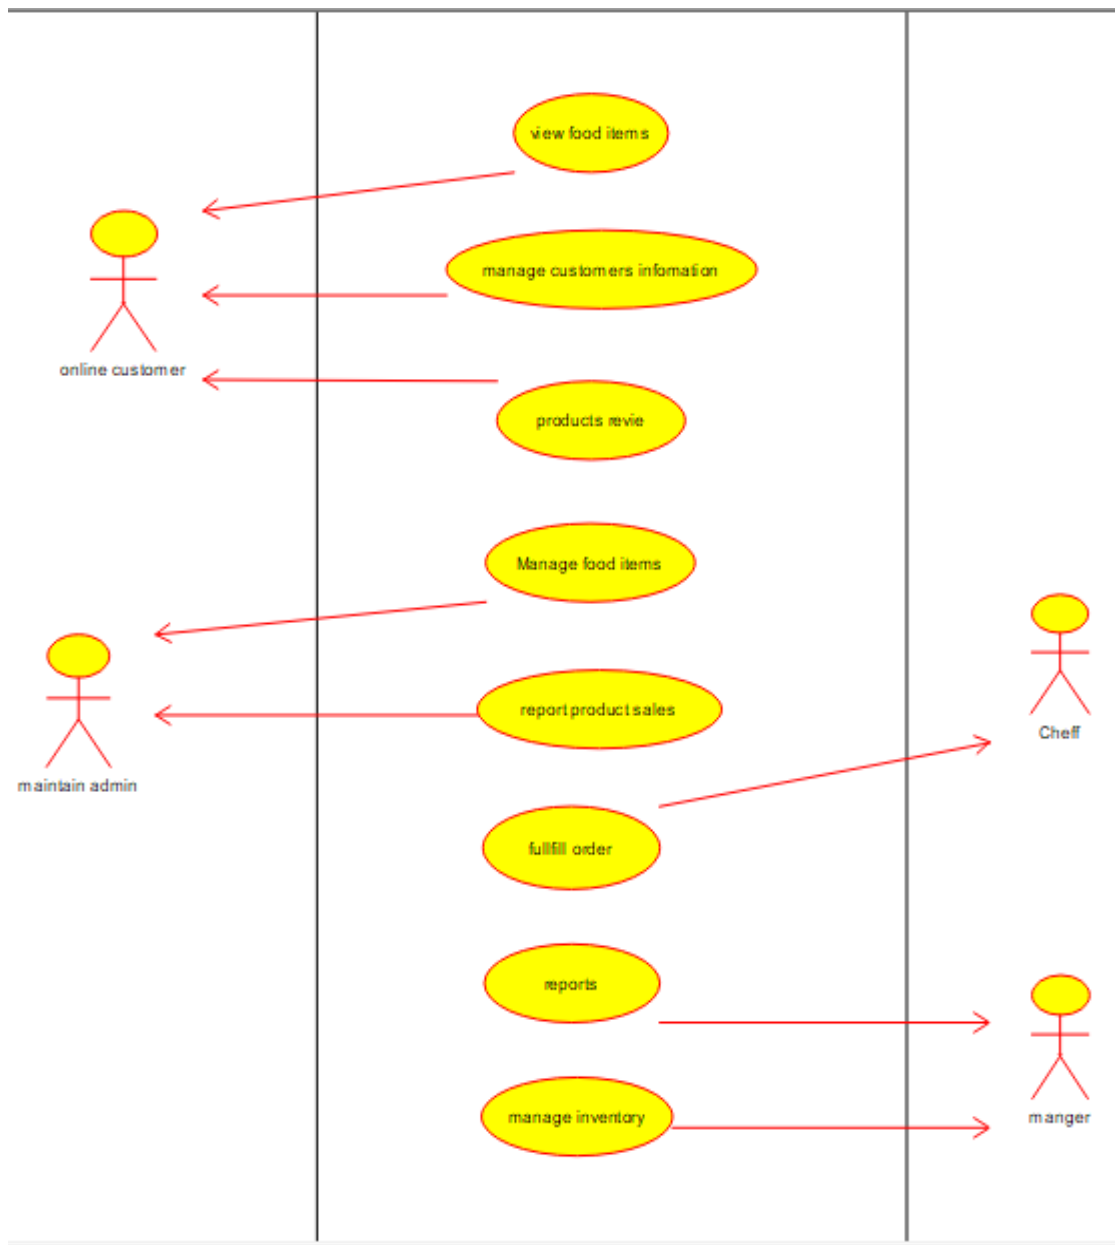 view food items
manage customers infomation
online customer
products revie
Manage food items
report product sales
Cheff
maintain admin
fullfill order
reports
manage inventory
manger